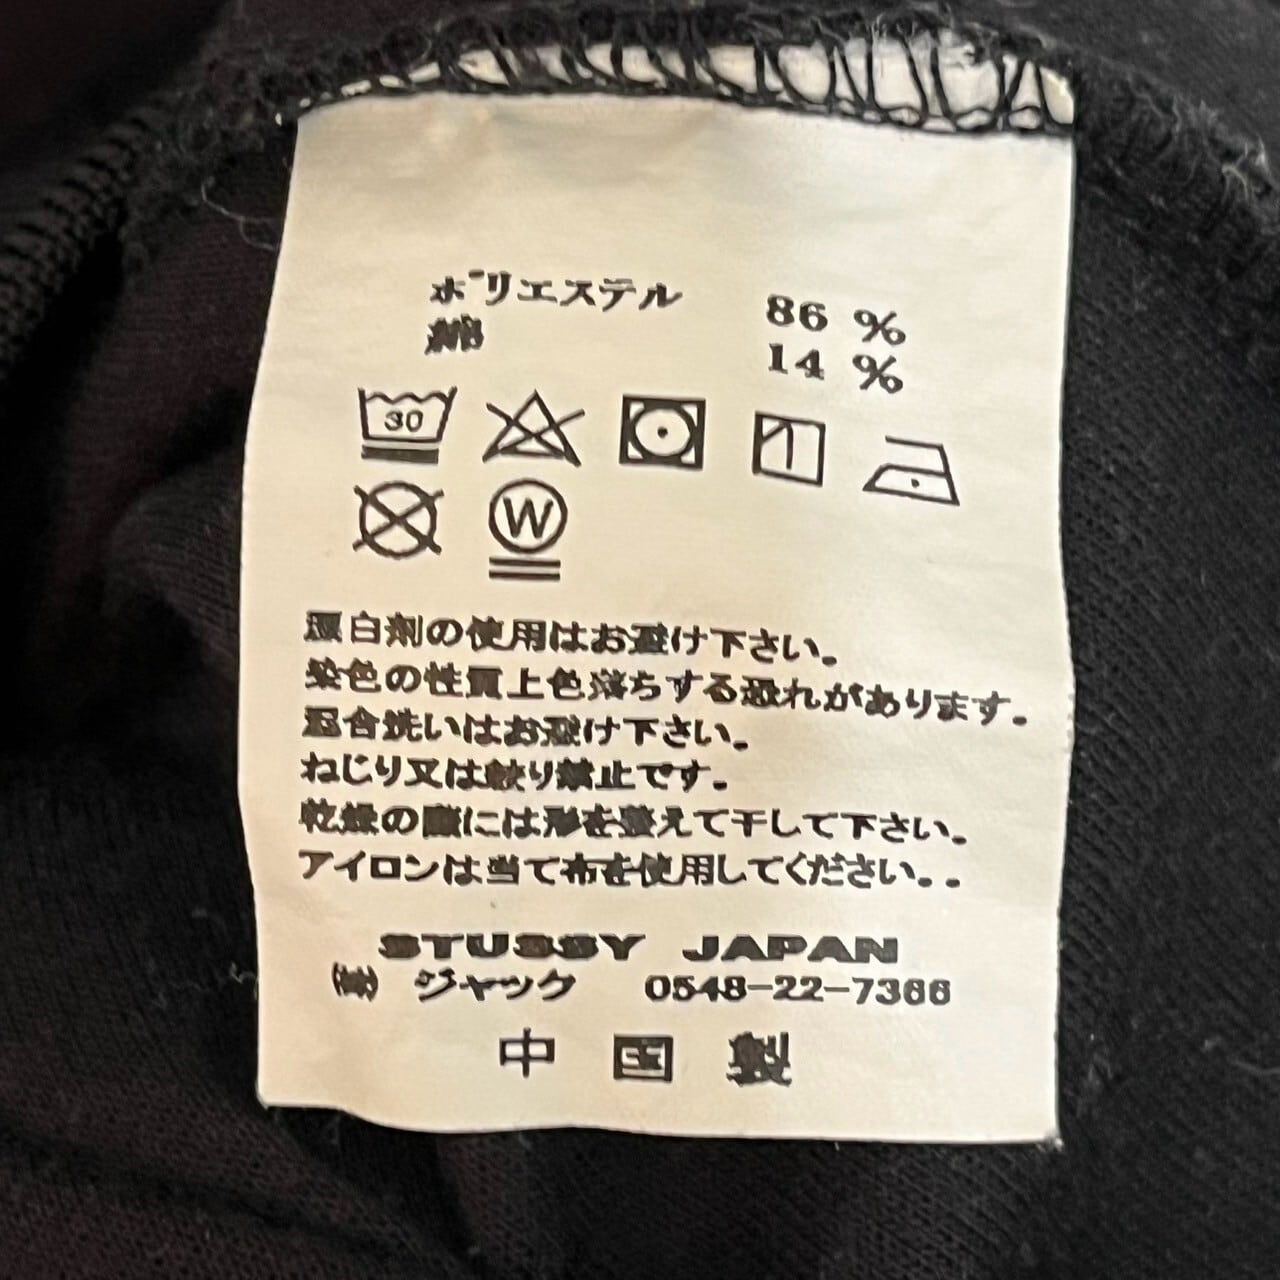 ポリエステル 86 %
綿 14 %
30
W
漂白剤の使用はお避け下さい。
染色の性質上色落ちする恐れがあります。
混合洗いはお避け下さい。
ねじり又は絞り禁止です。
乾燥の際には形を整えて干して下さい。
アイロンは当て布を使用してください。.
STUSSY JAPAN
(株) ジャック 0548-22-7366
中国製